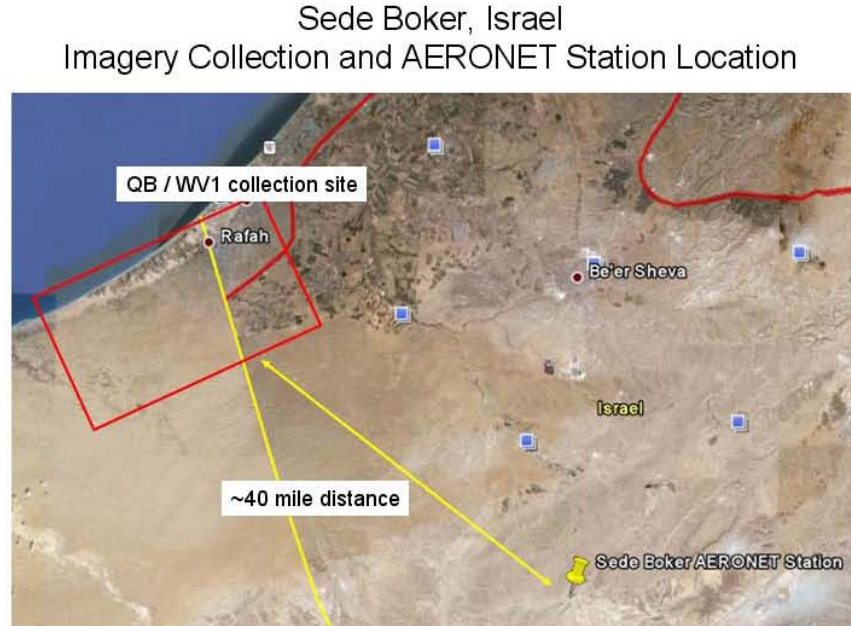 Sede Boker, Israel
Imagery Collection and AERONET Station Location
W
QB / WV1 collection site
Rafah
Be'er Sheva
Israel
~40 mile distance
Sede Boker AERONET Station